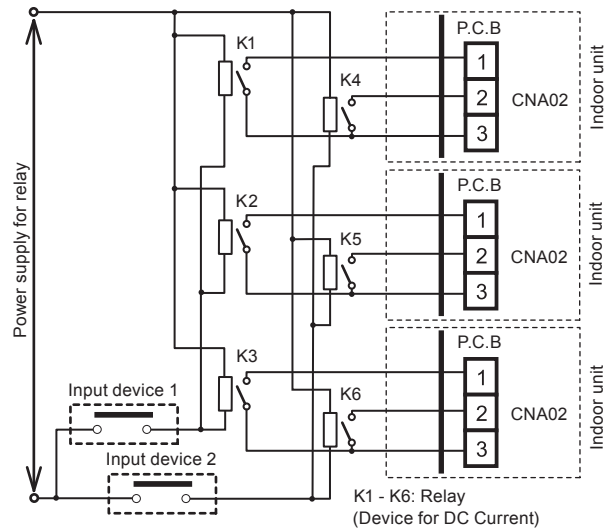 Power supply for relay
K1
K4
P.C.B
1
2
3
CNA02
Indoor unit
K2
K5
P.C.B
1
2
3
CNA02
Indoor unit
K3
K6
P.C.B
1
2
3
CNA02
Indoor unit
Input device 1
Input device 2
K1 - K6: Relay
(Device for DC Current)